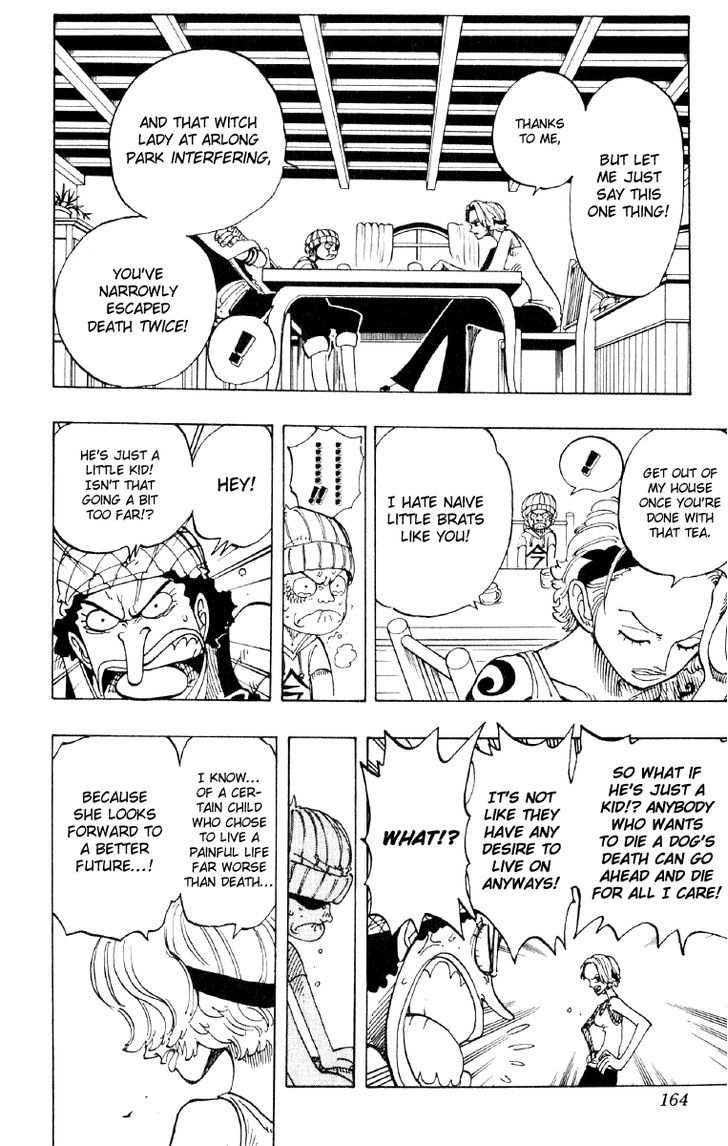 BUT LET
ME JUST
SAY THIS
ONE THING!
THANKS
TO ME,
AND THAT WITCH
LADY AT ARLONG
PARK INTERFERING,
YOU'VE
NARROWLY
ESCAPED
DEATH TWICE!
!
GET OUT OF
MY HOUSE
ONCE YOU'RE
DONE WITH
THAT TEA.
!
I HATE NAIVE
LITTLE BRATS
LIKE YOU!
......!!
HEY!
HE'S JUST A
LITTLE KID!
ISN'T THAT
GOING A BIT
TOO FAR!?
SO WHAT IF
HE'S JUST A
KID!? ANYBODY
WHO WANTS
TO DIE A DOG'S
DEATH CAN GO
AHEAD AND DIE
FOR ALL I CARE!
IT'S NOT
LIKE THEY
HAVE ANY
DESIRE TO
LIVE ON
ANYWAYS!
WHAT!?
I KNOW...
OF A CER-
TAIN CHILD
WHO CHOSE
TO LIVE A
PAINFUL LIFE
FAR WORSE
THAN DEATH...
BECAUSE
SHE LOOKS
FORWARD TO
A BETTER
FUTURE...!
164